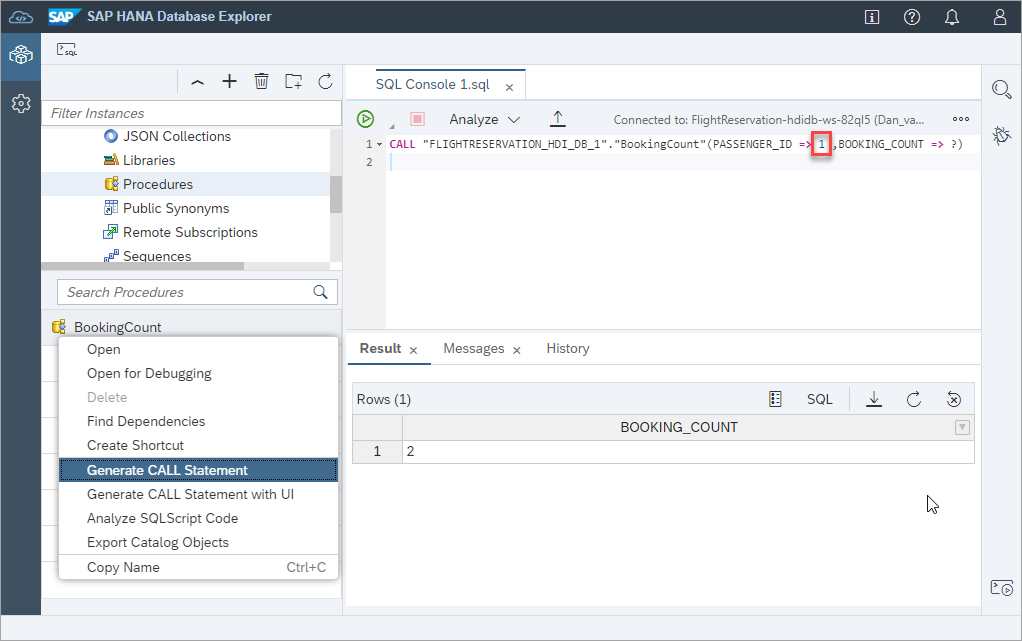 SAP SAP HANA Database Explorer
SQL
Filter Instances
JSON Collections
Libraries
Procedures
Public Synonyms
Remote Subscriptions
Sequences
Search Procedures
BookingCount
Open
Open for Debugging
Delete
Find Dependencies
Create Shortcut
Generate CALL Statement
Generate CALL Statement with UI
Analyze SQLScript Code
Export Catalog Objects
Copy Name Ctrl+C
SQL Console 1.sql
Analyze Connected to: FlightReservation-hdidb-ws-82ql5 (Dan_va...
1 CALL "FLIGHTRESERVATION_HDI_DB_1"."BookingCount"(PASSENGER_ID => 1 ,BOOKING_COUNT => ?)
2
Result Messages History
Rows (1) SQL
BOOKING_COUNT
1 2